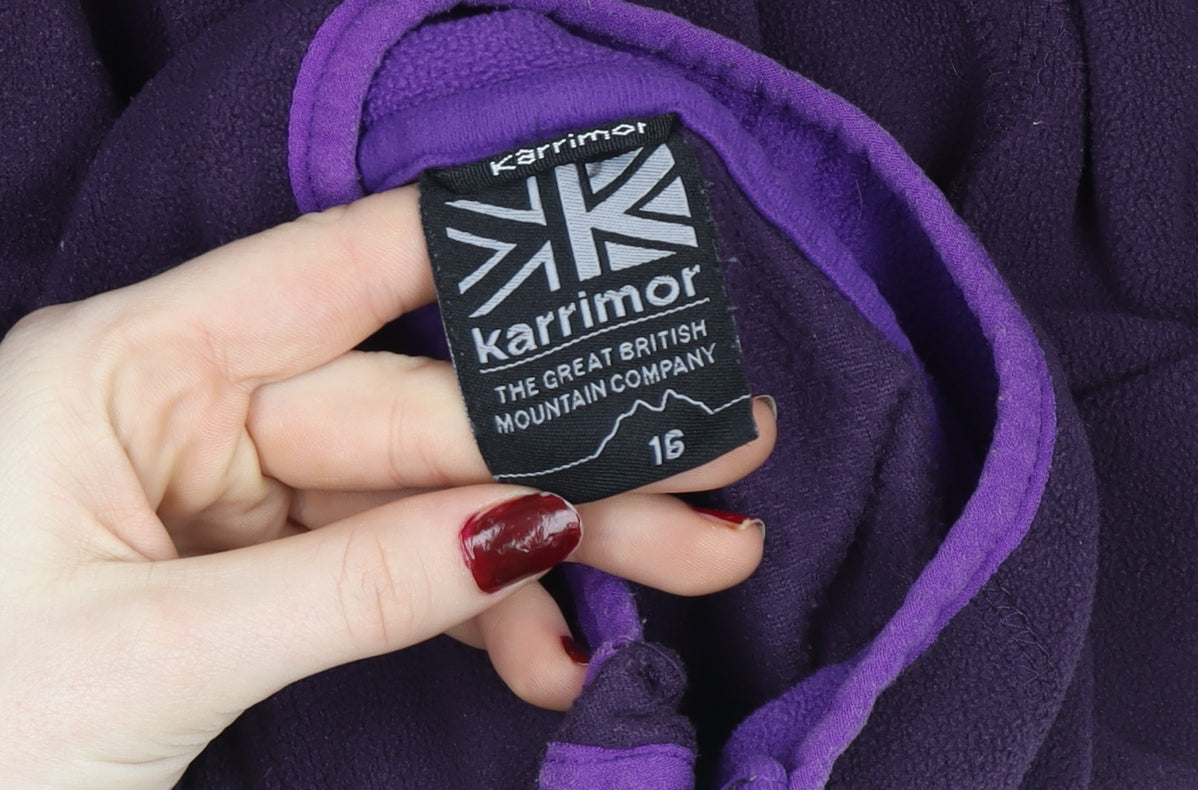 Karrimor
karrimor
THE GREAT BRITISH
MOUNTAIN COMPANY
16